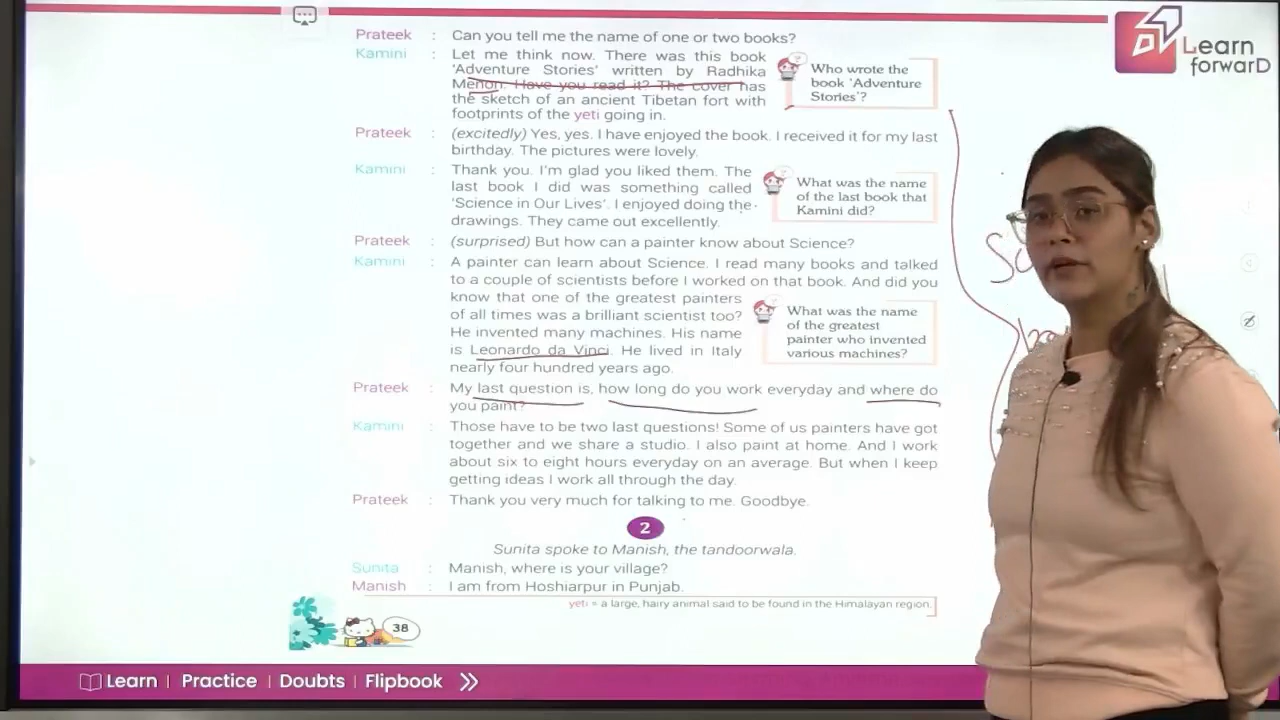 Prateek : Can you tell me the name of one or two books?
Kamini : Let me think now. There was this book
'Adventure Stories' written by Radhika
Menon. Have you read it? The cover has
the sketch of an ancient Tibetan fort with
footprints of the yeti going in.
Who wrote the
book 'Adventure
Stories'?
Prateek : (excitedly) Yes, yes. I have enjoyed the book. I received it for my last
birthday. The pictures were lovely.
Kamini : Thank you. I'm glad you liked them. The
last book I did was something called
'Science in Our Lives'. I enjoyed doing the
drawings. They came out excellently.
What was the name
of the last book that
Kamini did?
Prateek : (surprised) But how can a painter know about Science?
Kamini : A painter can learn about Science. I read many books and talked
to a couple of scientists before I worked on that book. And did you
know that one of the greatest painters
of all times was a brilliant scientist too?
He invented many machines. His name
is Leonardo da Vinci. He lived in Italy
nearly four hundred years ago.
What was the name
of the greatest
painter who invented
various machines?
Prateek : My last question is, how long do you work everyday and where do
you paint?
Kamini : Those have to be two last questions! Some of us painters have got
together and we share a studio. I also paint at home. And I work
about six to eight hours everyday on an average. But when I keep
getting ideas I work all through the day.
Prateek : Thank you very much for talking to me. Goodbye.
2
Sunita spoke to Manish, the tandoorwala.
Sunita : Manish, where is your village?
Manish : I am from Hoshiarpur in Punjab.
yeti = a large, hairy animal said to be found in the Himalayan region.
38
Learn
forwarD
Learn | Practice | Doubts | Flipbook